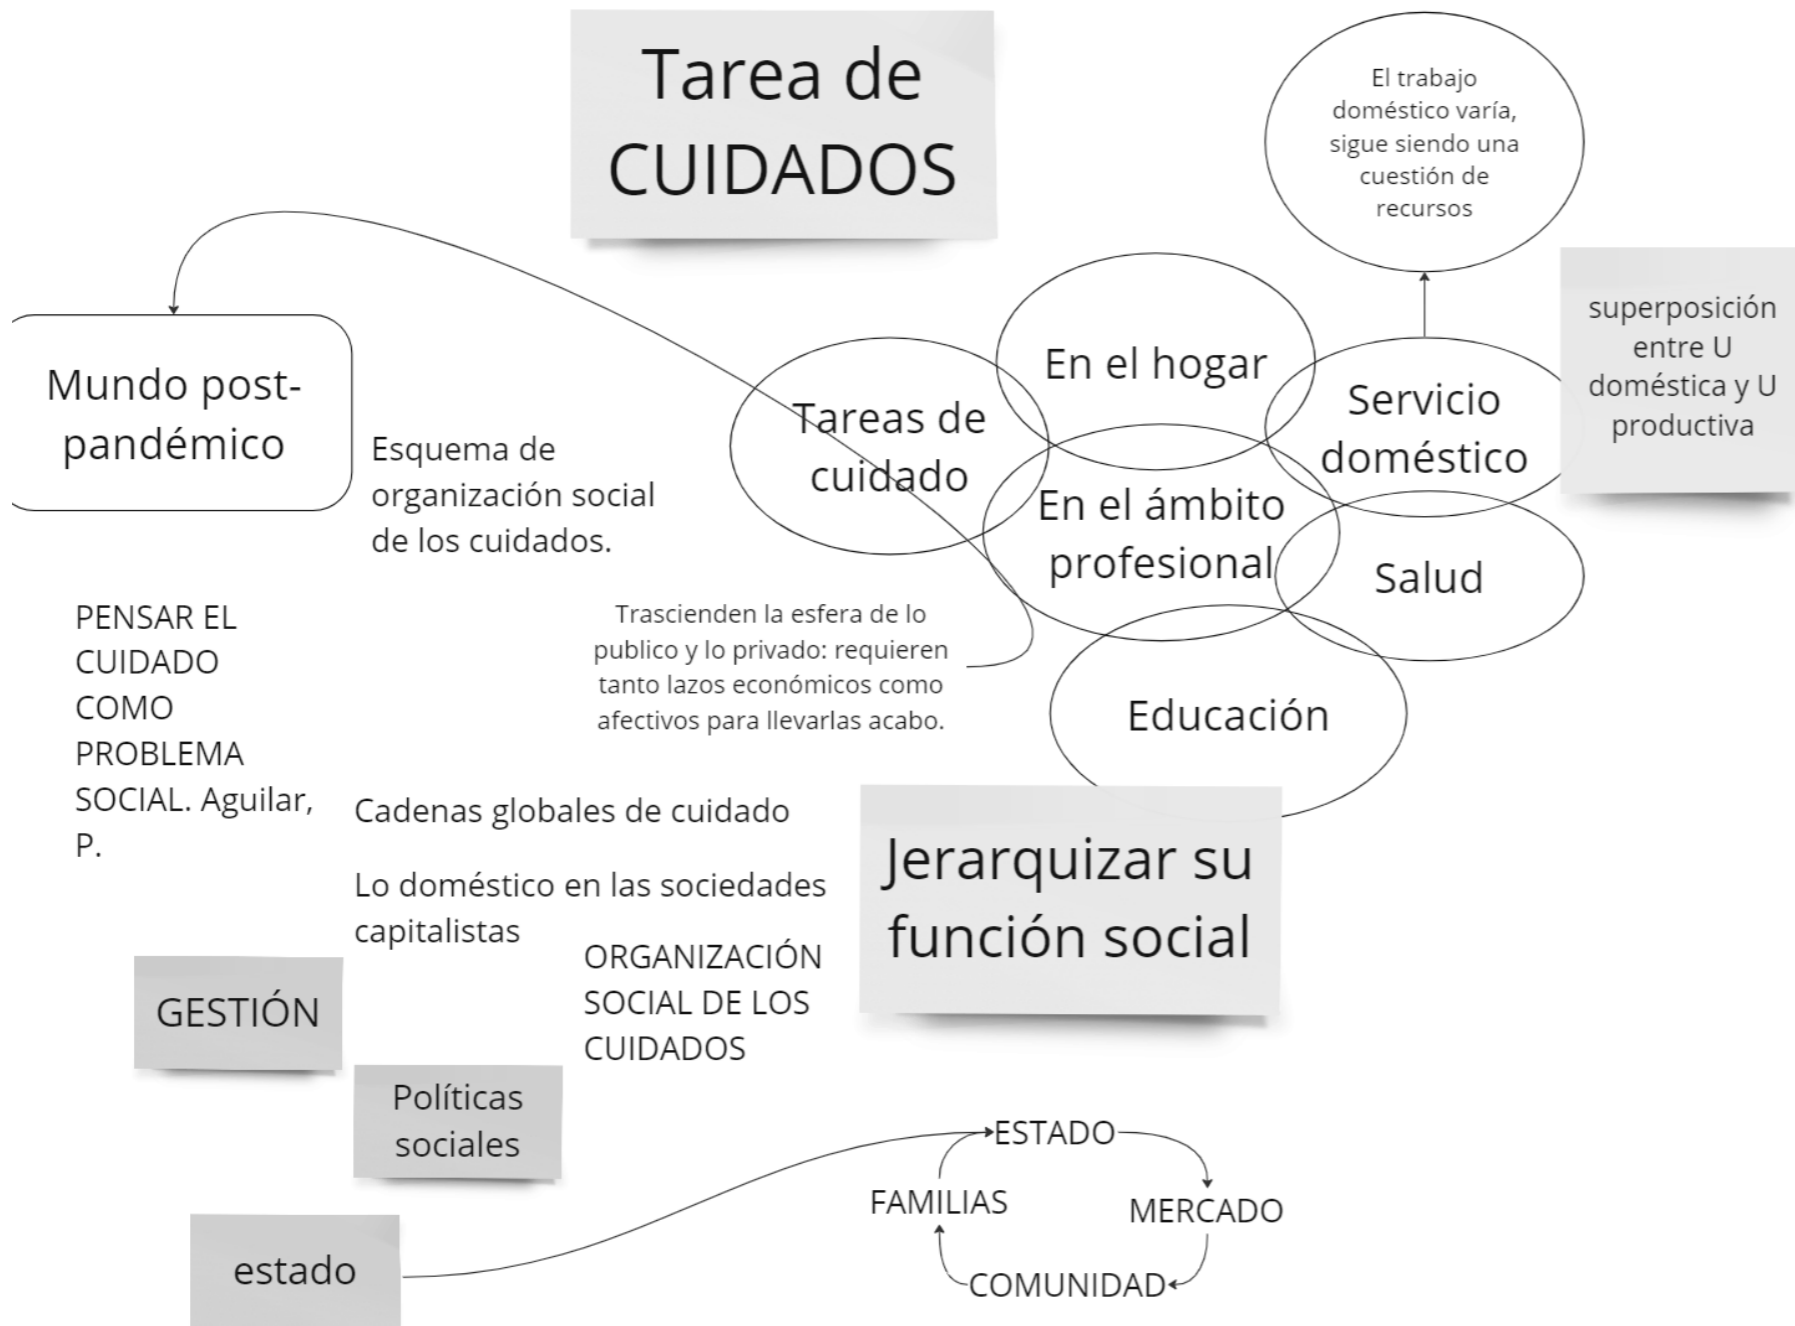 Tarea de
CUIDADOS
El trabajo
doméstico varía,
sigue siendo una
cuestión de
recursos
superposición
entre U
doméstica y U
productiva
En el hogar
Servicio
doméstico
Tareas de
cuidado
En el ámbito
profesional
Salud
Educación
Mundo post-
pandémico
Esquema de
organización social
de los cuidados.
PENSAR EL
CUIDADO
COMO
PROBLEMA
SOCIAL. Aguilar,
P.
Trascienden la esfera de lo
publico y lo privado: requieren
tanto lazos económicos como
afectivos para llevarlas acabo.
Cadenas globales de cuidado
Lo doméstico en las sociedades
capitalistas
Jerarquizar su
función social
ORGANIZACIÓN
SOCIAL DE LOS
CUIDADOS
GESTIÓN
Políticas
sociales
estado
ESTADO
FAMILIAS
MERCADO
COMUNIDAD